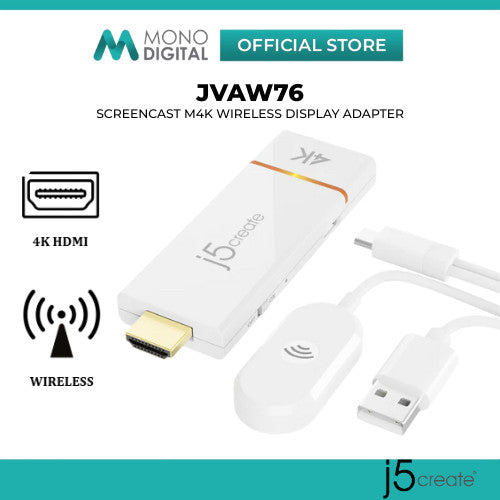 MONO
DIGITAL
OFFICIAL STORE
JVAW76
SCREENCAST M4K WIRELESS DISPLAY ADAPTER
4K
j5create
4K HDMI
WIRELESS
j5create®